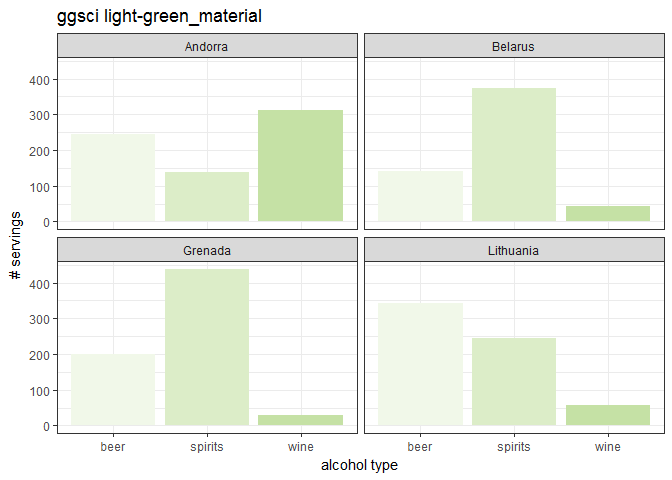 ggsci light-green_material
Andorra
Belarus
400
300
200
100
0
# servings
Grenada
Lithuania
400
300
200
100
0
beer spirits wine
beer spirits wine
alcohol type